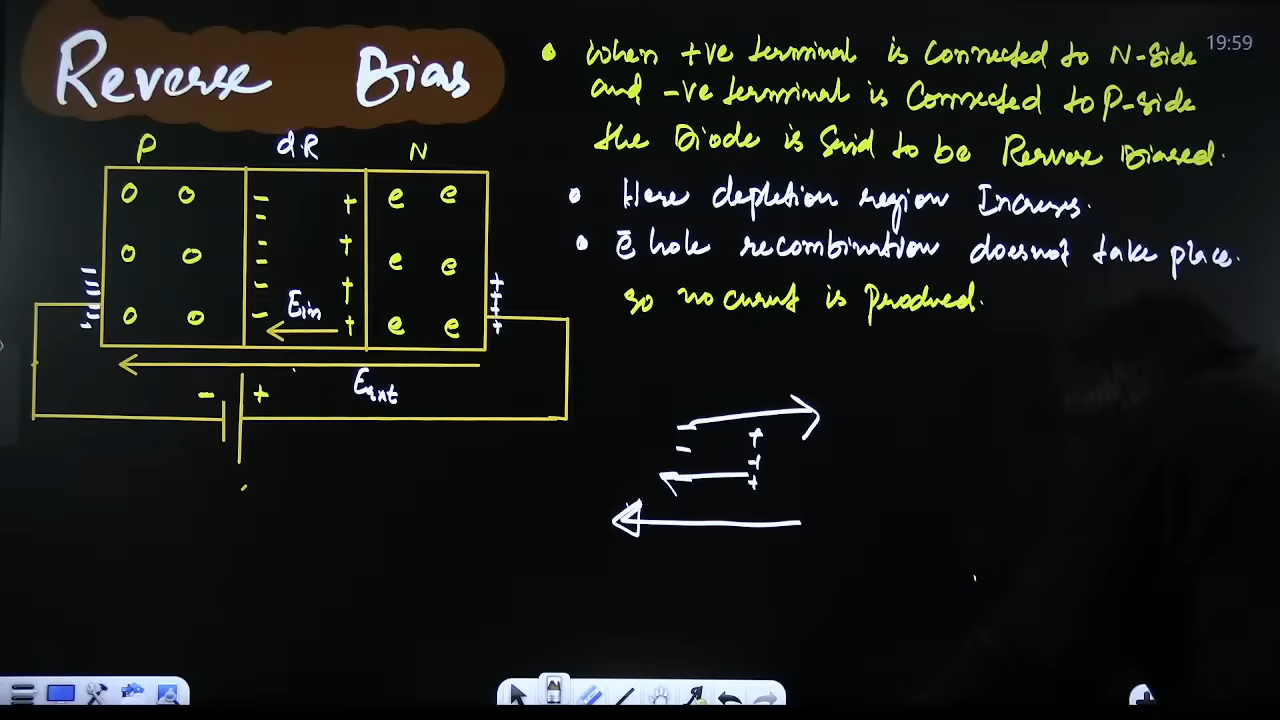 Reverse Bias
19:59
• When +ve terminal is Connected to N-side
and -ve terminal is Connected to P-side
the Diode is Said to be Reverse Biased.
• Here depletion region Increases.
• ē hole recombination doesnot take place.
so no current is produced.
P d.R N
o o - + e e
-
o o - + e e
-
- +
o o - + e e
Ein
Eext
- +
- +
- +
+